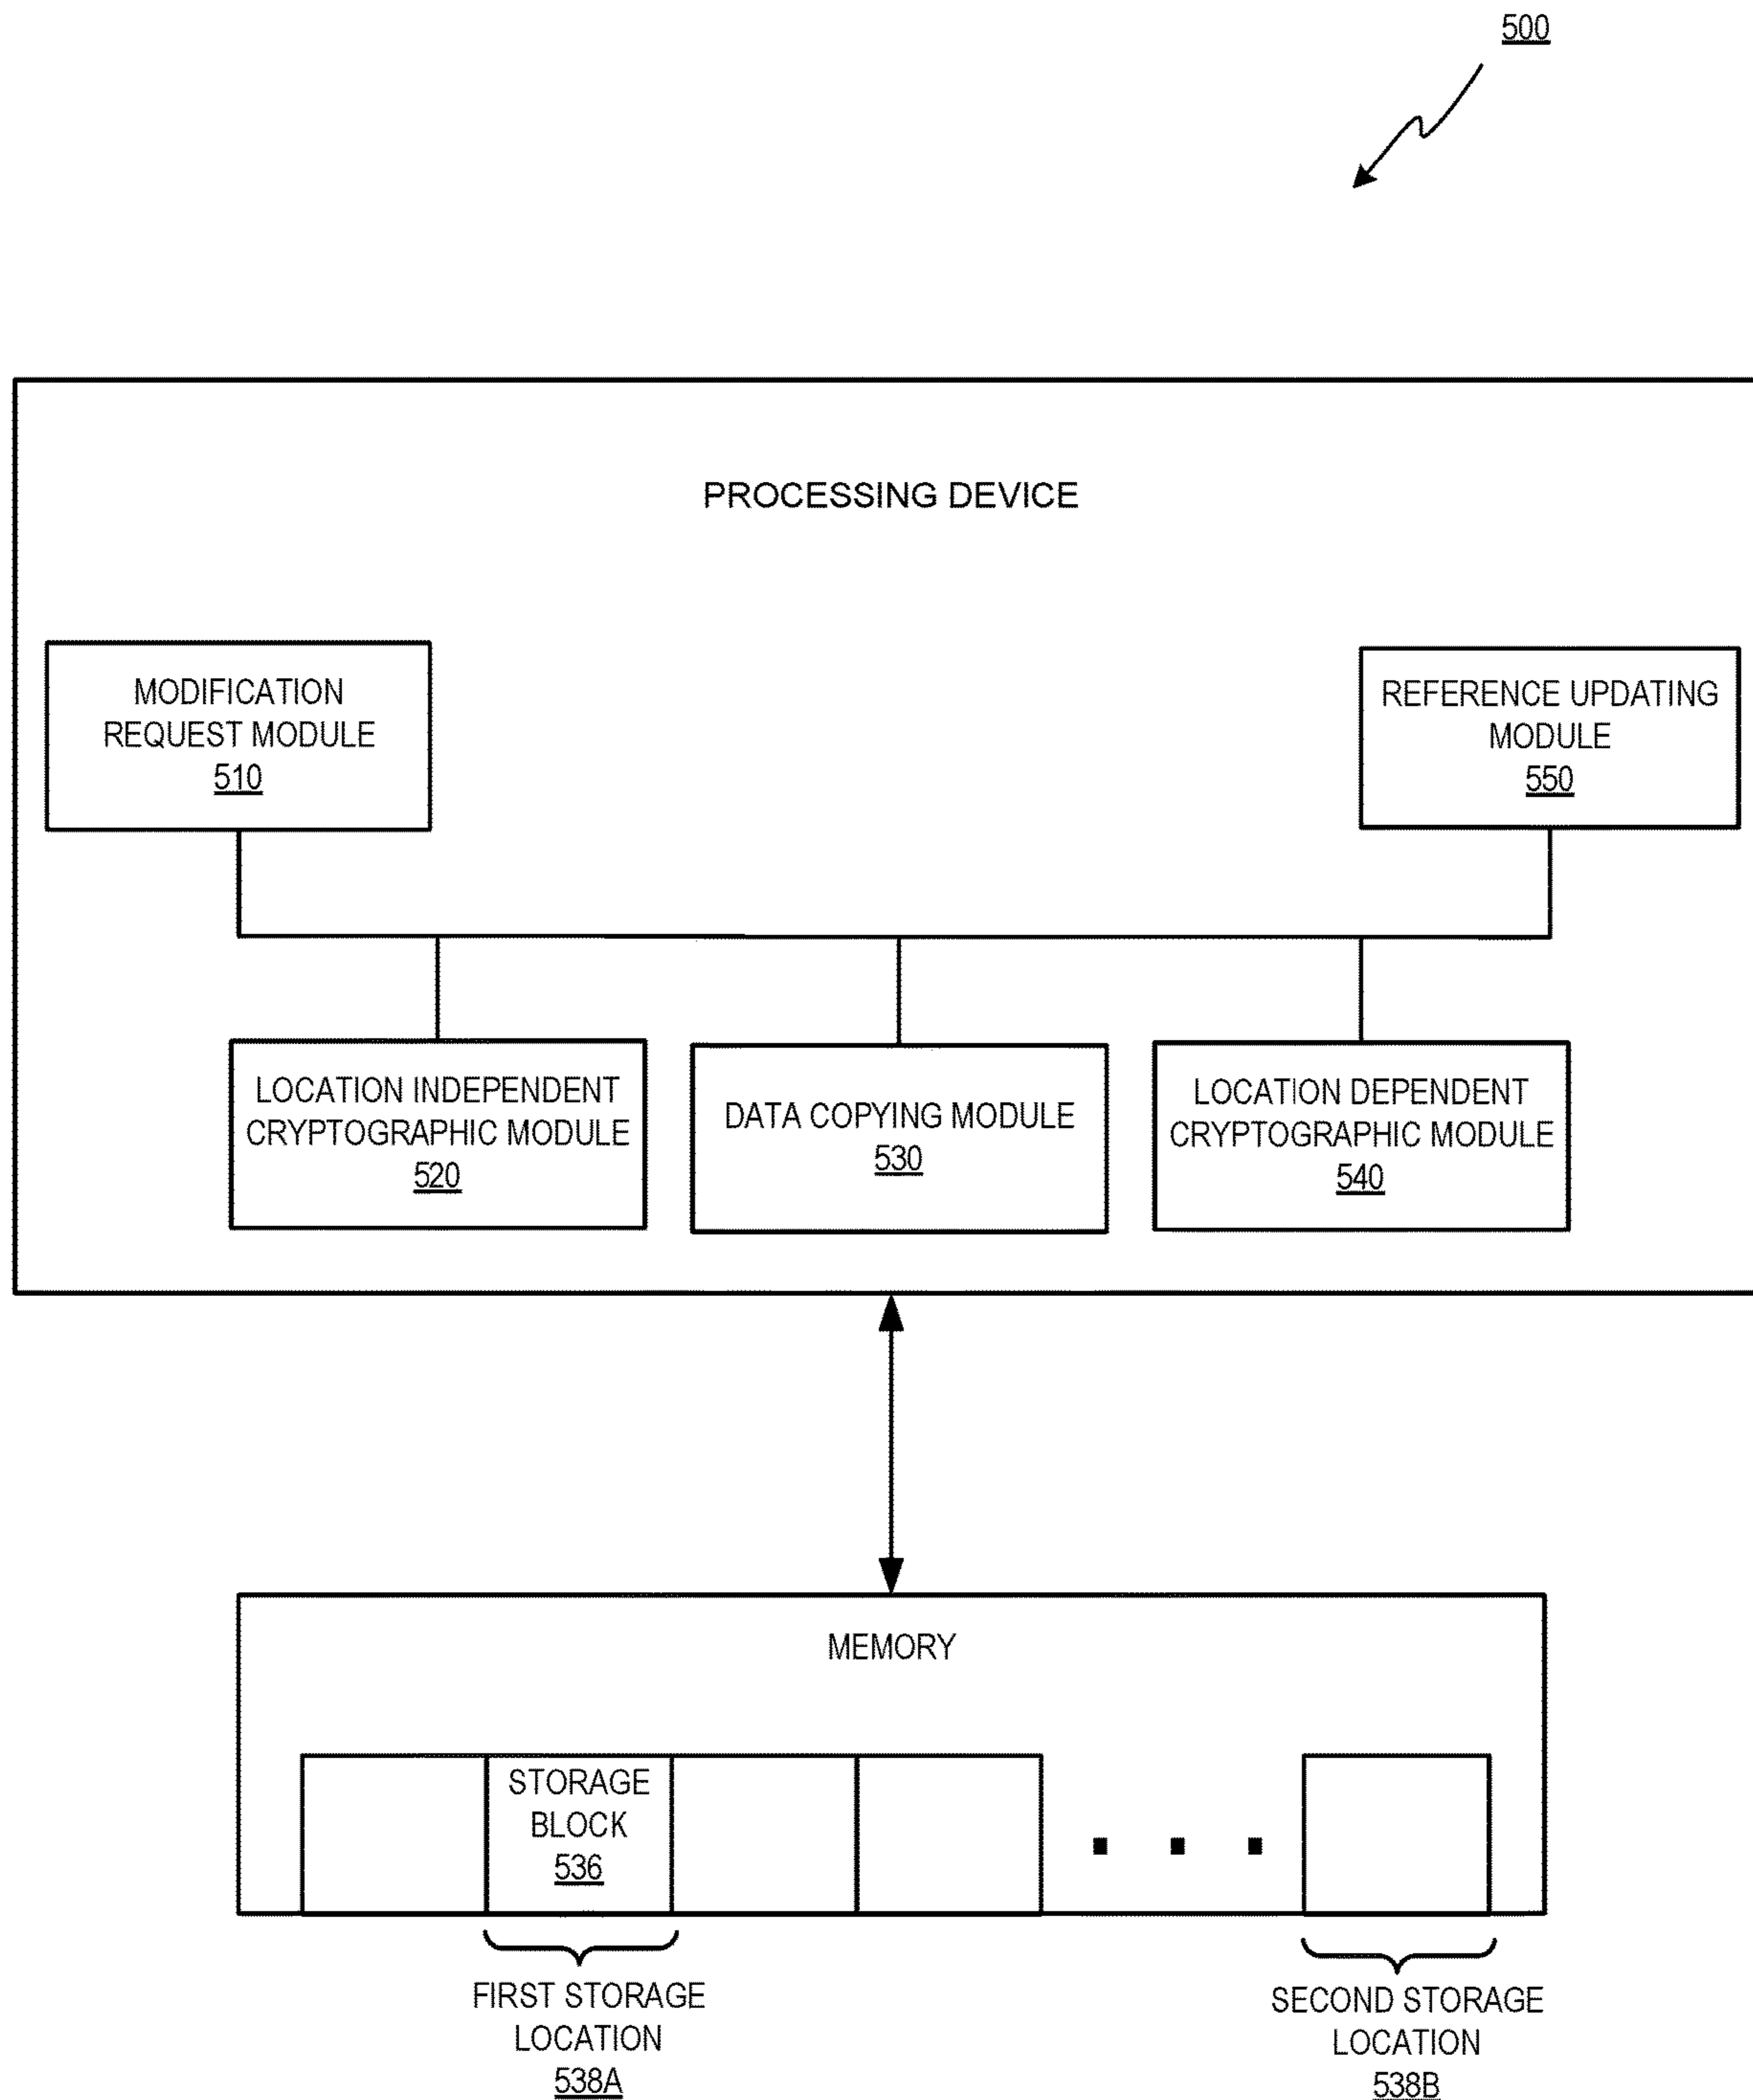 500
PROCESSING DEVICE
MODIFICATION
REQUEST MODULE
510
REFERENCE UPDATING
MODULE
550
LOCATION INDEPENDENT
CRYPTOGRAPHIC MODULE
520
DATA COPYING MODULE
530
LOCATION DEPENDENT
CRYPTOGRAPHIC MODULE
540
MEMORY
STORAGE
BLOCK
536
FIRST STORAGE
LOCATION
538A
SECOND STORAGE
LOCATION
538B